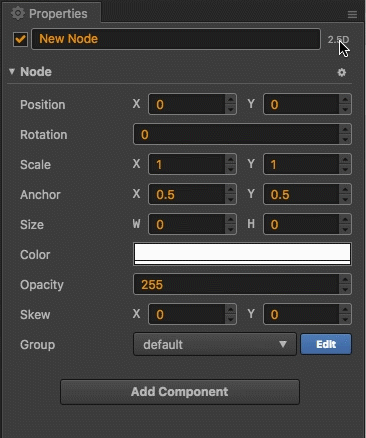 Properties
New Node 2.5D
Node
Position X 0 Y 0
Rotation 0
Scale X 1 Y 1
Anchor X 0.5 Y 0.5
Size W 0 H 0
Color
Opacity 255
Skew X 0 Y 0
Group default Edit
Add Component